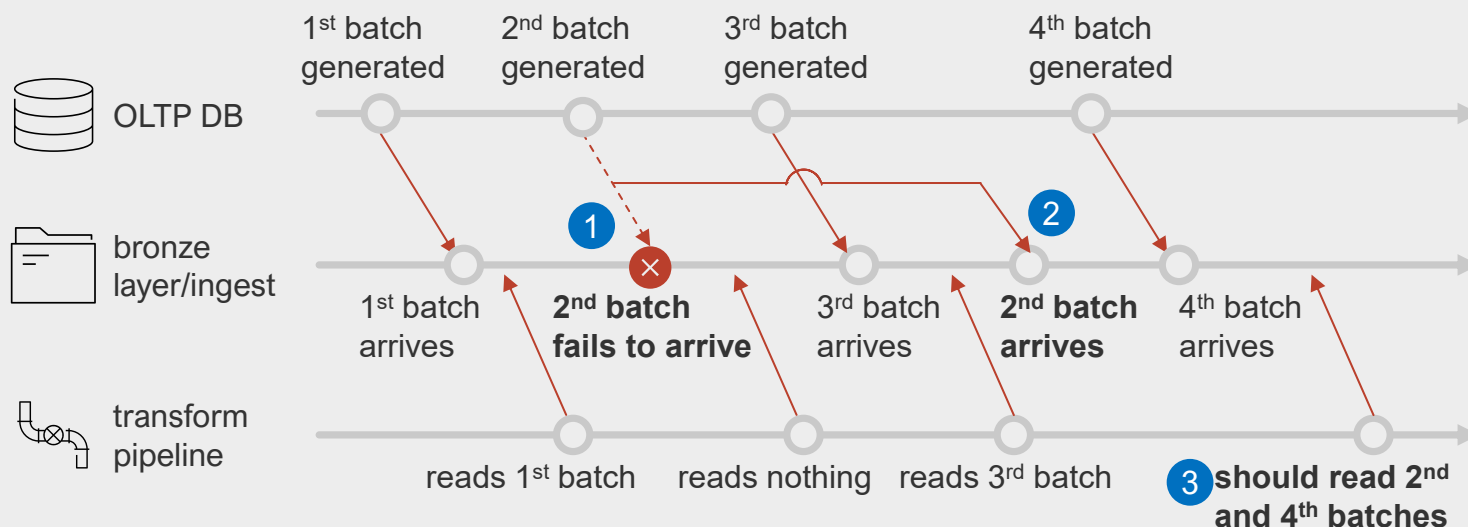 1st batch
generated
2nd batch
generated
3rd batch
generated
4th batch
generated
OLTP DB
1
2
bronze
layer/ingest
1st batch
arrives
2nd batch
fails to arrive
3rd batch
arrives
2nd batch
arrives
4th batch
arrives
transform
pipeline
reads 1st batch
reads nothing
reads 3rd batch
3
should read 2nd
and 4th batches